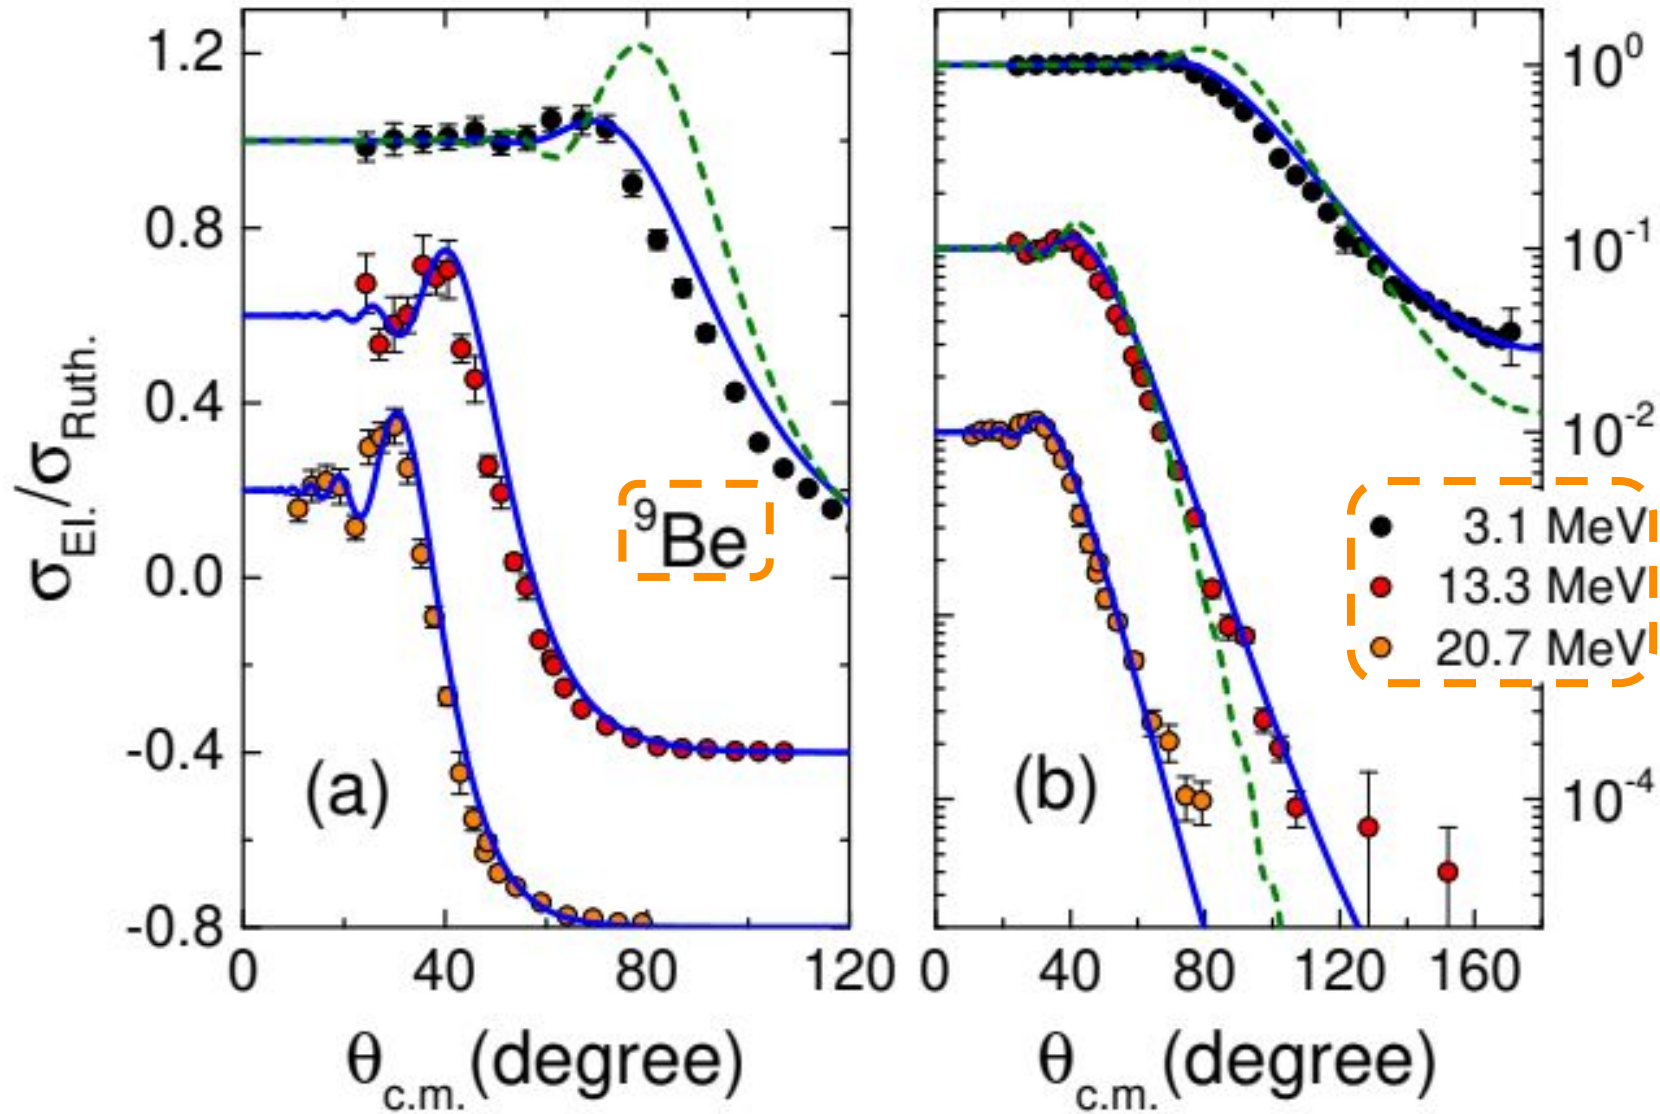 σEl./σRuth.
1.2
0.8
0.4
0.0
-0.4
-0.8
0 40 80 120
θc.m.(degree)
(a)
⁹Be
10⁰
10⁻¹
10⁻²
10⁻⁴
3.1 MeV
13.3 MeV
20.7 MeV
(b)
0 40 80 120 160
θc.m.(degree)